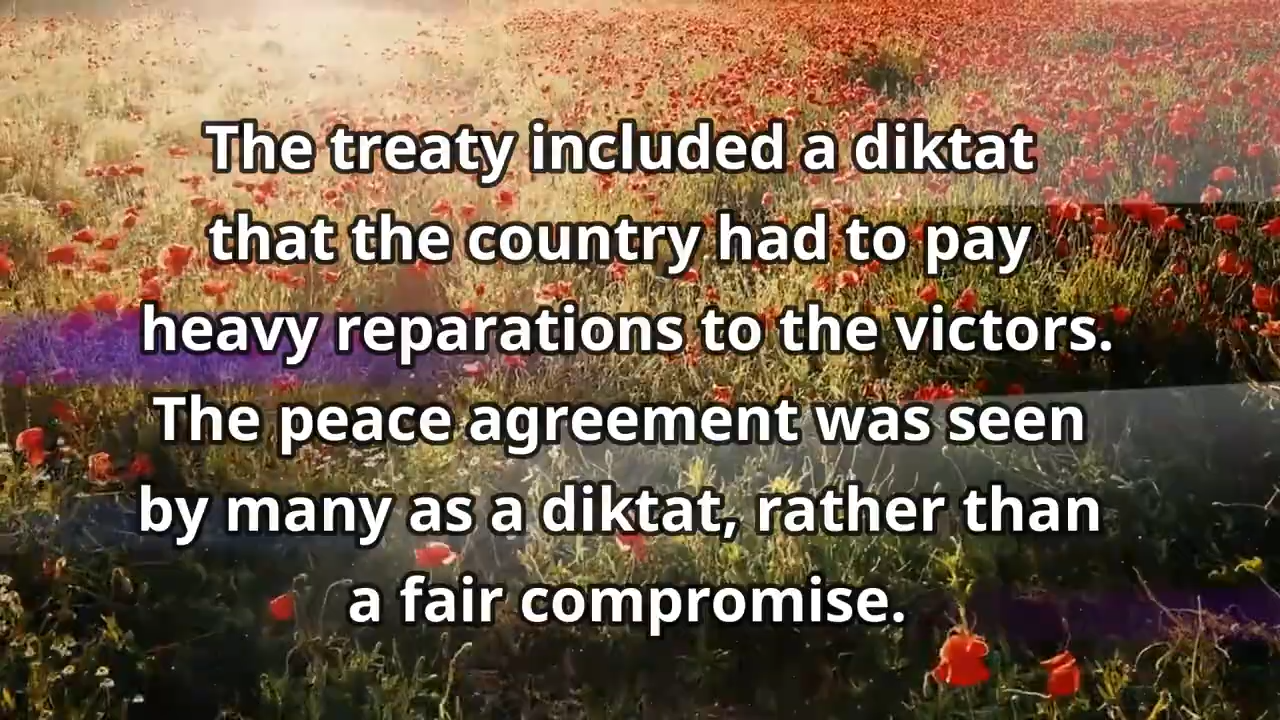 The treaty included a diktat
that the country had to pay
heavy reparations to the victors.
The peace agreement was seen
by many as a diktat, rather than
a fair compromise.